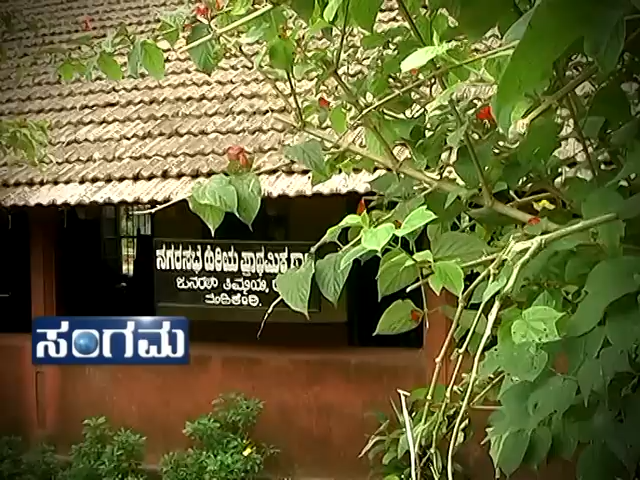 ನಗರಸಭೆ ಹಿರಿಯ ಪ್ರಾಥಮಿಕ
ಜನರಲ್ ತಿಮ್ಮಯ್ಯ
ಮಡಿಕೇರಿ.
ಸಂಗಮ